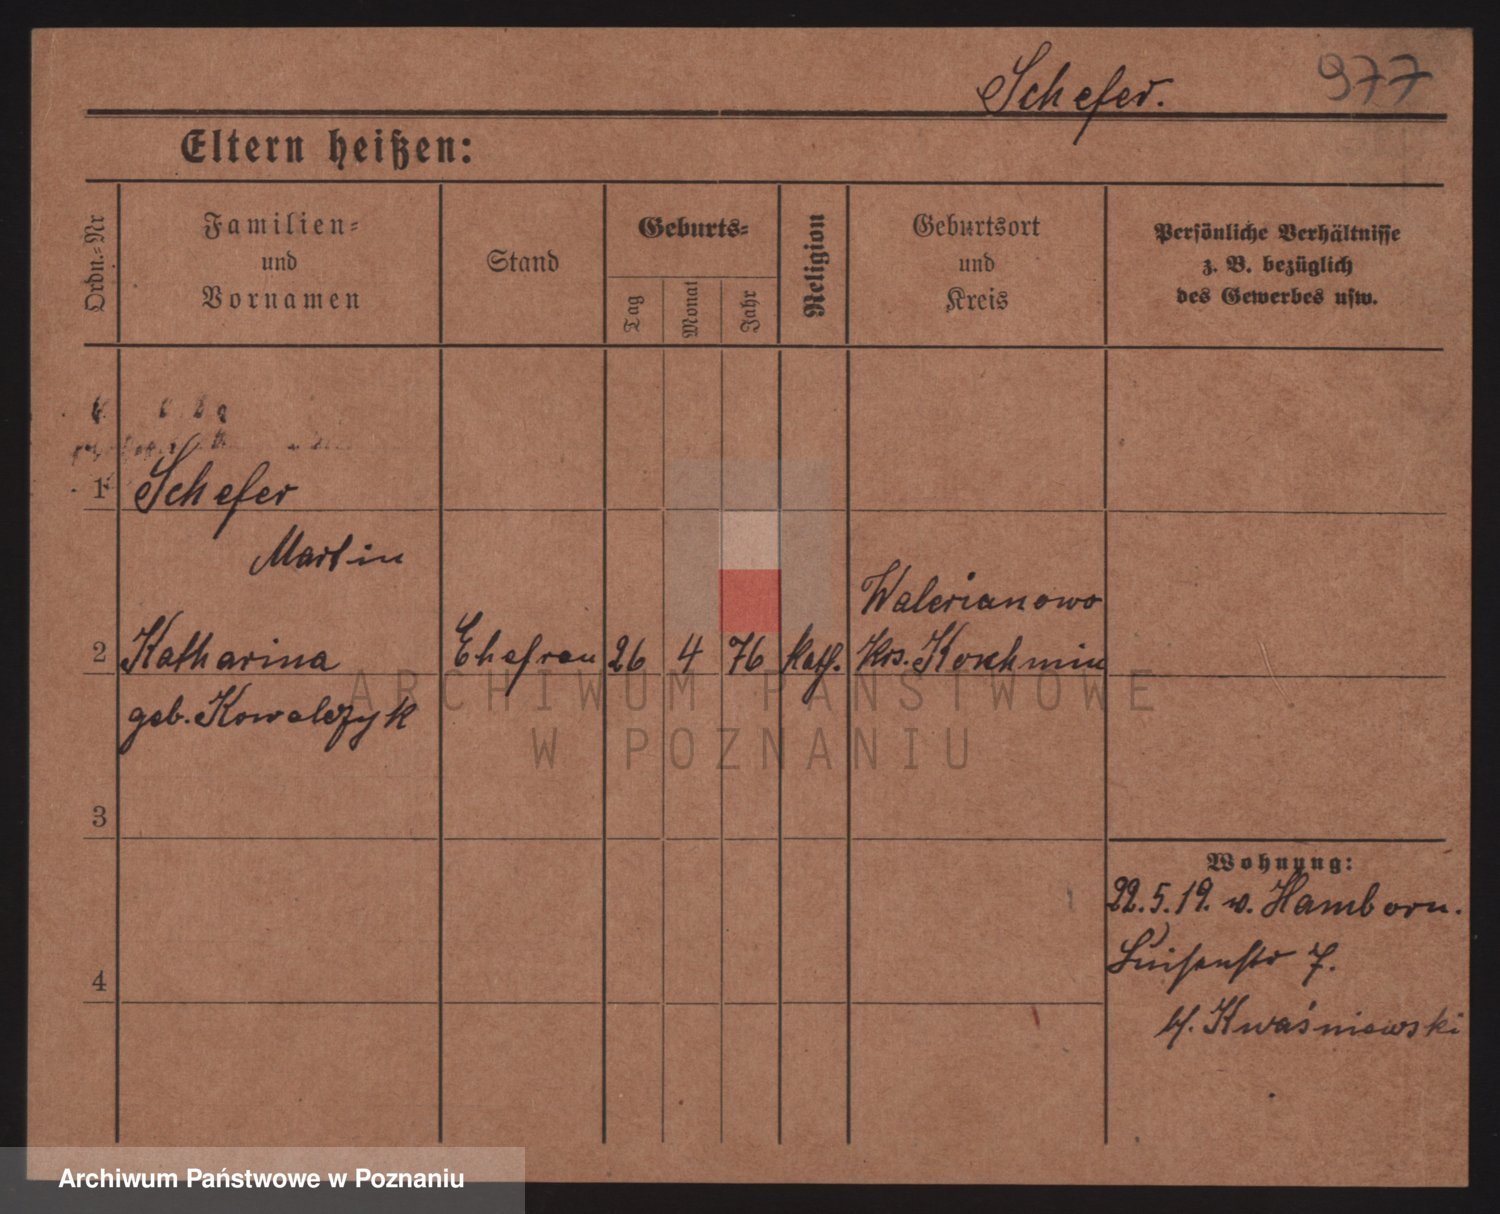 Schefer.
977
Eltern heißen:
Ordn.-Nr
Familien-
und
Vornamen
Stand
Geburts-
Tag
Monat
Jahr
Religion
Geburtsort
und
Kreis
Persönliche Verhältnisse
z. B. bezüglich
des Gewerbes usw.
1 Schefer
Martin
Walerianowo
2 Katharina Ehefrau 26 4 76 kath. Krs. Koschmin
geb. Kowalczyk
3
4
Wohnung:
22.5.19. w. Hamborn.
Luisenstr 7.
b/. Kwaśniewski
ARCHIWUM PAŃSTWOWE
W POZNANIU
Archiwum Państwowe w Poznaniu